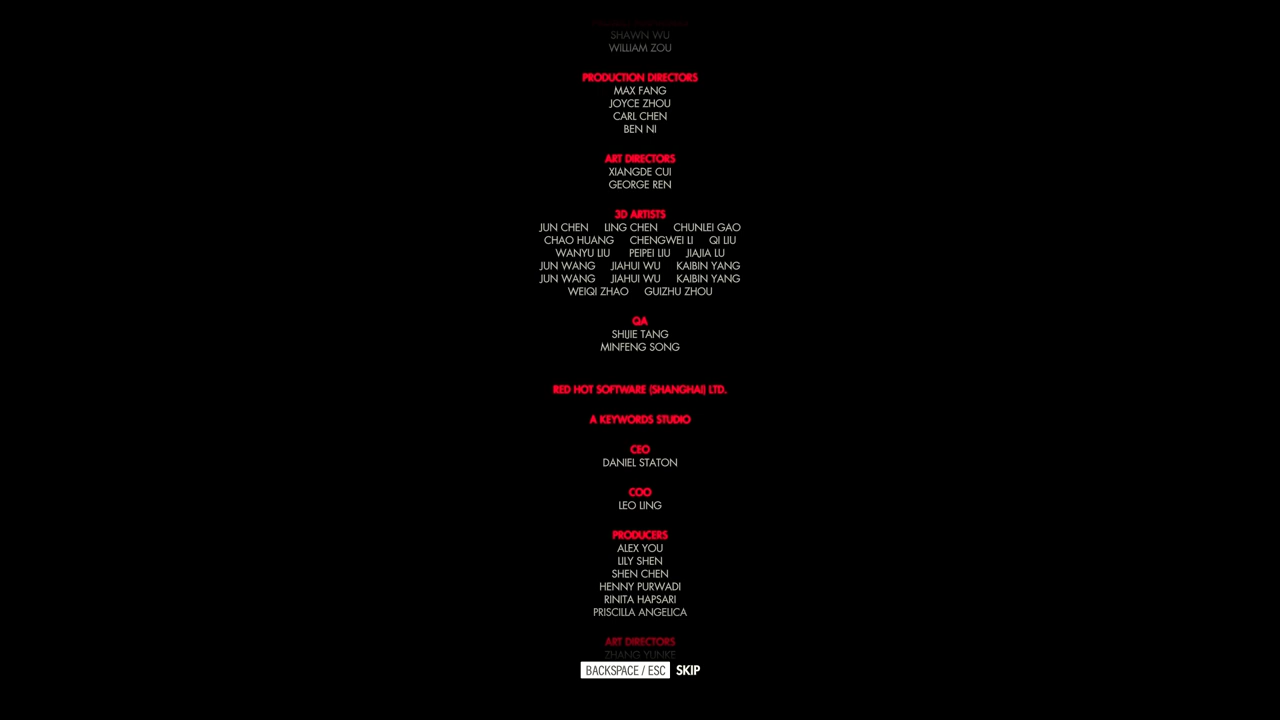 SHAWN WU
WILLIAM ZOU
PRODUCTION DIRECTORS
MAX FANG
JOYCE ZHOU
CARL CHEN
BEN NI
ART DIRECTORS
XIANGDE CUI
GEORGE REN
3D ARTISTS
JUN CHEN LING CHEN CHUNLEI GAO
CHAO HUANG CHENGWEI LI QI LIU
WANYU LIU PEIPEI LIU JIAJIA LU
JUN WANG JIAHUI WU KAIBIN YANG
JUN WANG JIAHUI WU KAIBIN YANG
WEIQI ZHAO GUIZHU ZHOU
QA
SHIJIE TANG
MINFENG SONG
RED HOT SOFTWARE (SHANGHAI) LTD.
A KEYWORDS STUDIO
CEO
DANIEL STATON
COO
LEO LING
PRODUCERS
ALEX YOU
LILY SHEN
SHEN CHEN
HENNY PURWADI
RINITA HAPSARI
PRISCILLA ANGELICA
ART DIRECTORS
ZHANG YUNKE
BACKSPACE / ESC SKIP